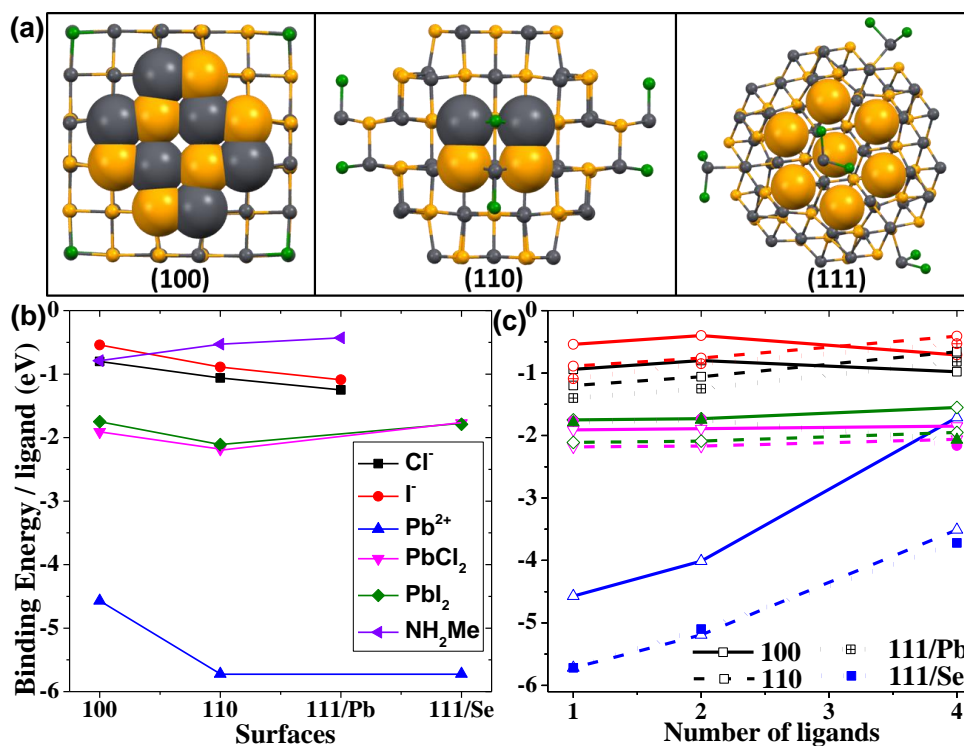 (a)
(100)
(110)
(111)
(b)
(c)
0
-1
-2
-3
-4
-5
-6
Binding Energy / ligand (eV)
Cl⁻
I⁻
Pb²⁺
PbCl₂
PbI₂
NH₂Me
100
110
111/Pb
111/Se
Surfaces
0
-1
-2
-3
-4
-5
-6
100
110
111/Pb
111/Se
1
2
3
4
Number of ligands